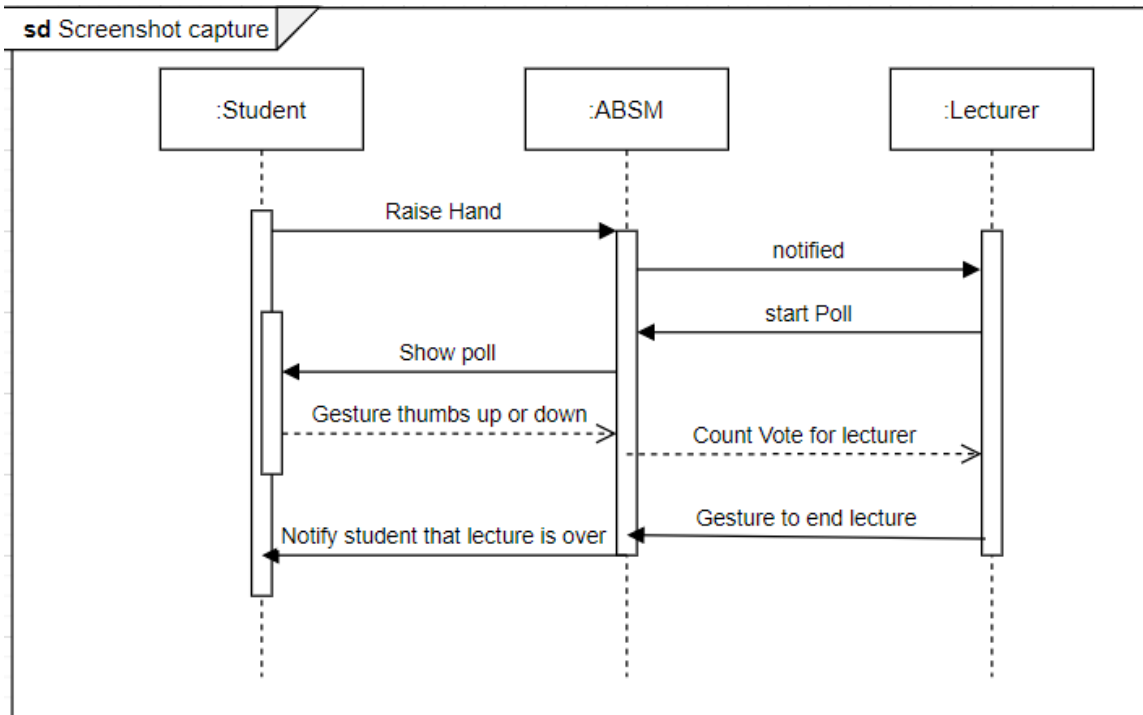 sd Screenshot capture
:Student
:ABSM
:Lecturer
Raise Hand
notified
start Poll
Show poll
Gesture thumbs up or down
Count Vote for lecturer
Gesture to end lecture
Notify student that lecture is over